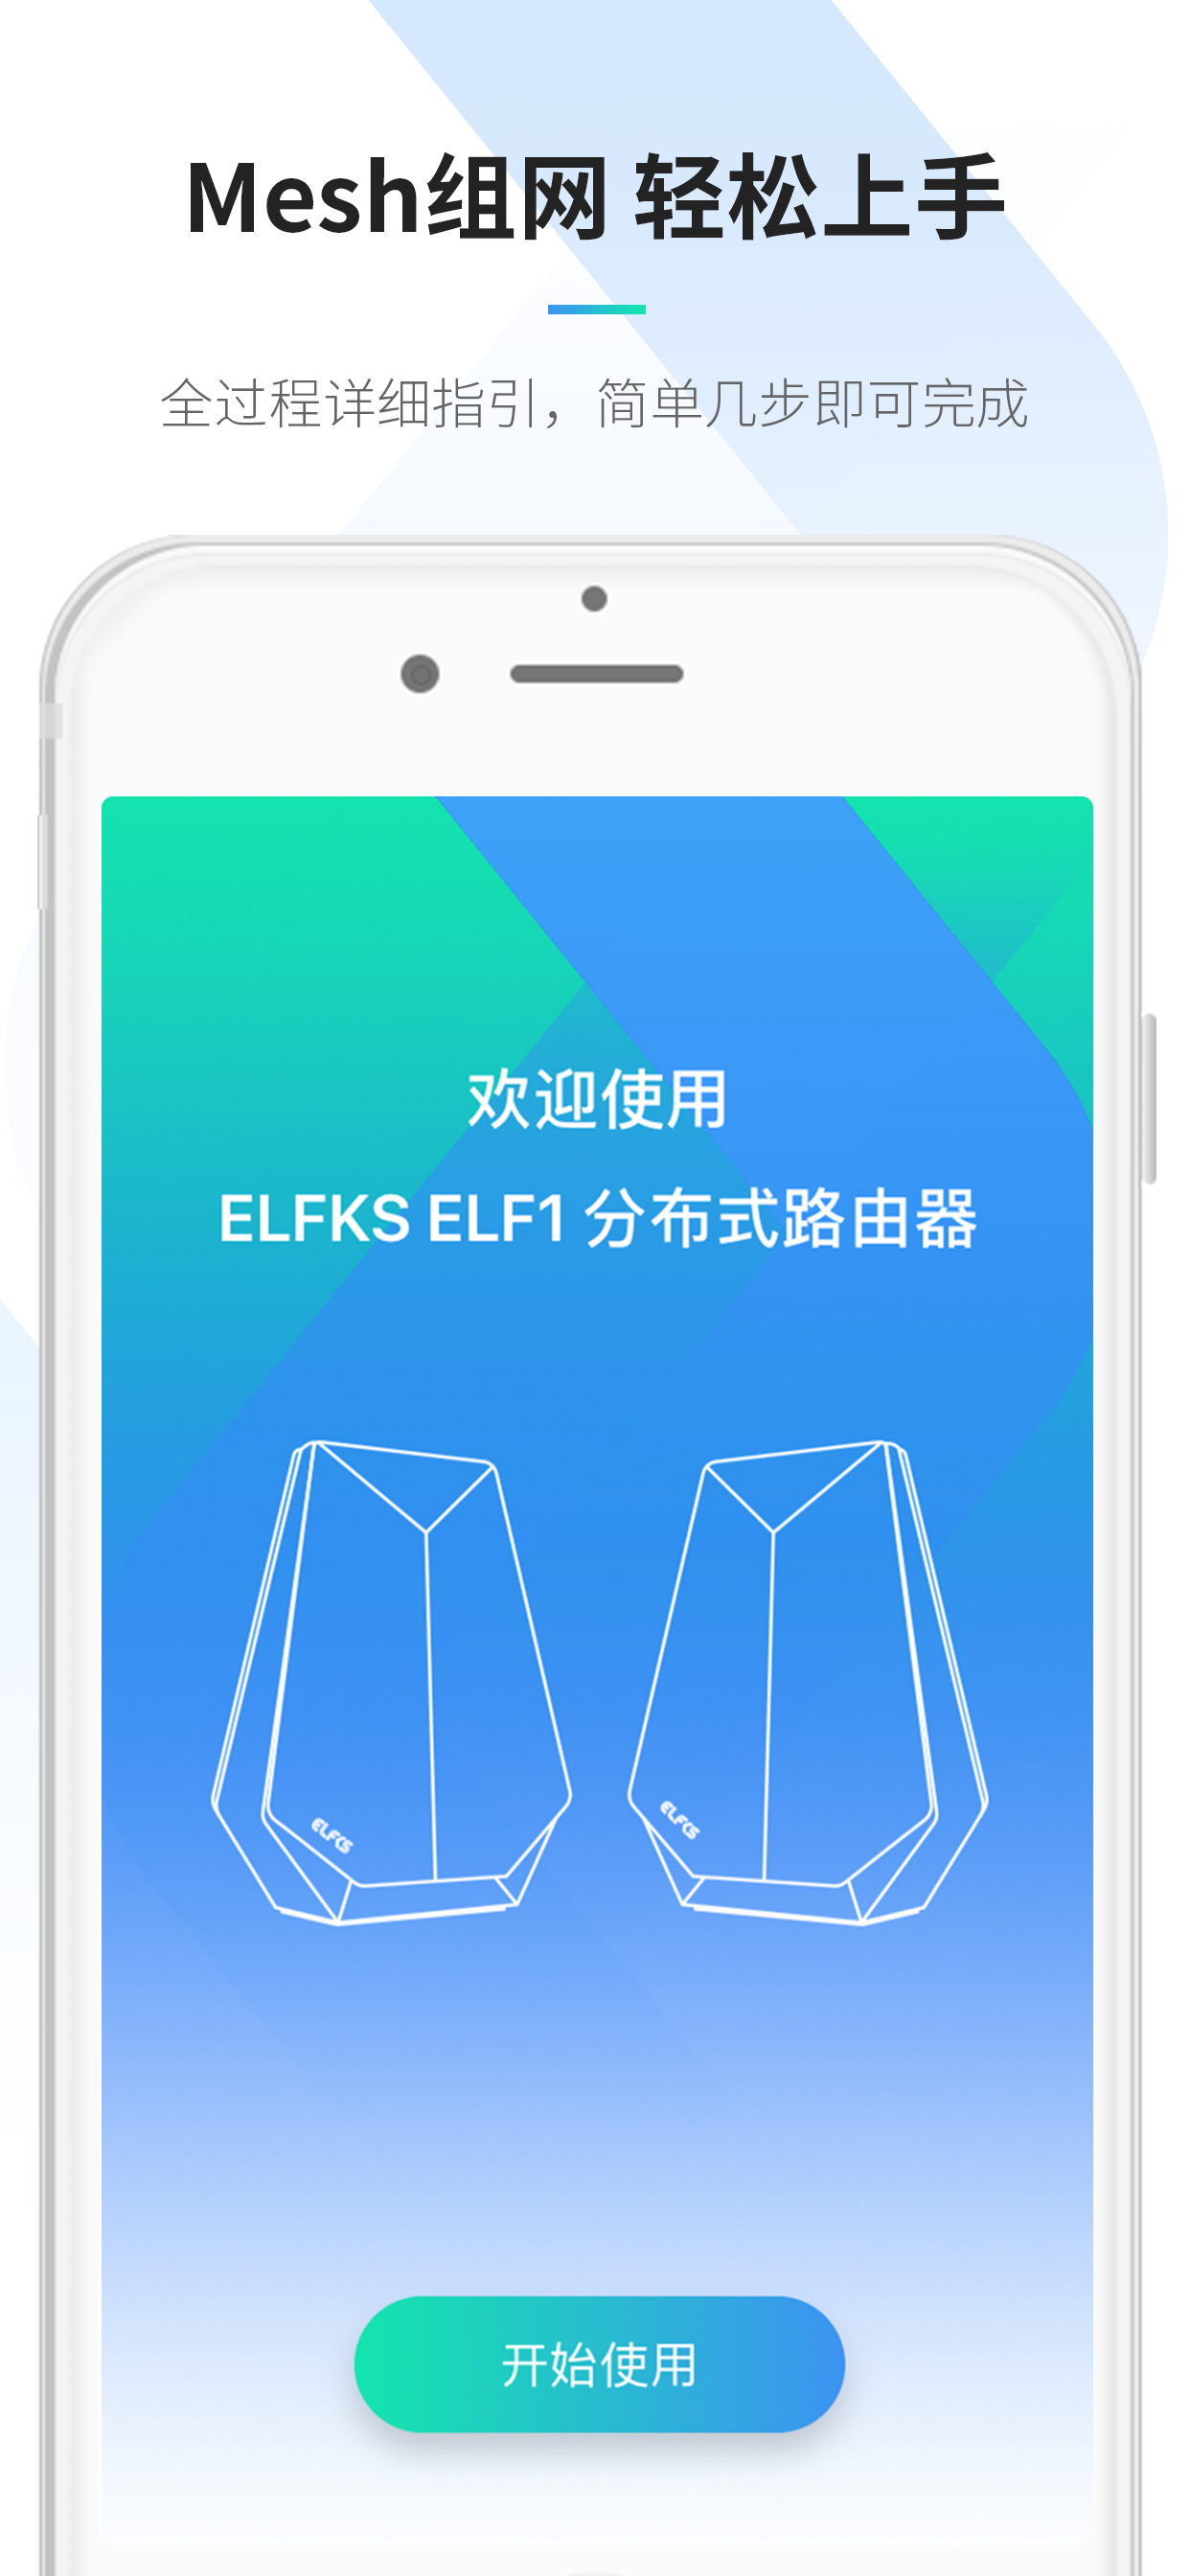 Mesh组网 轻松上手
全过程详细指引，简单几步即可完成
欢迎使用
ELFKS ELF1 分布式路由器
ELFKS
ELFKS
开始使用